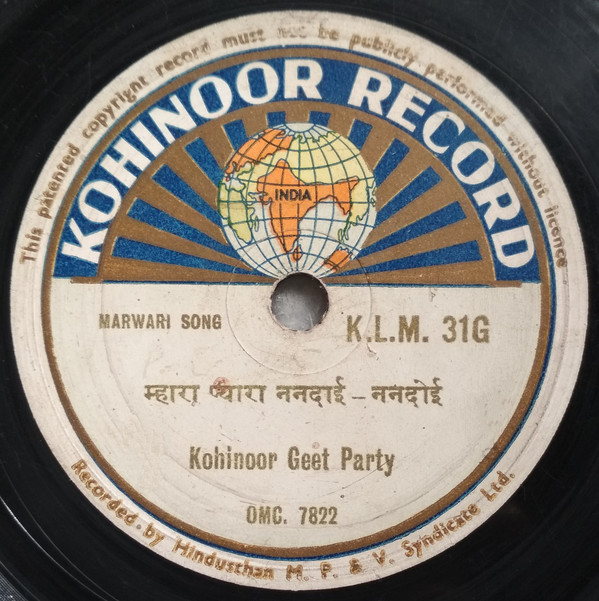 This patented copyright record must not be publicly performed without licence
KOHINOOR RECORD
INDIA
MARWARI SONG
K.L.M. 31G
म्हारा प्यारा ननदाई – ननदोई
Kohinoor Geet Party
OMC. 7822
Recorded by Hindusthan M. P. & V. Syndicate Ltd.